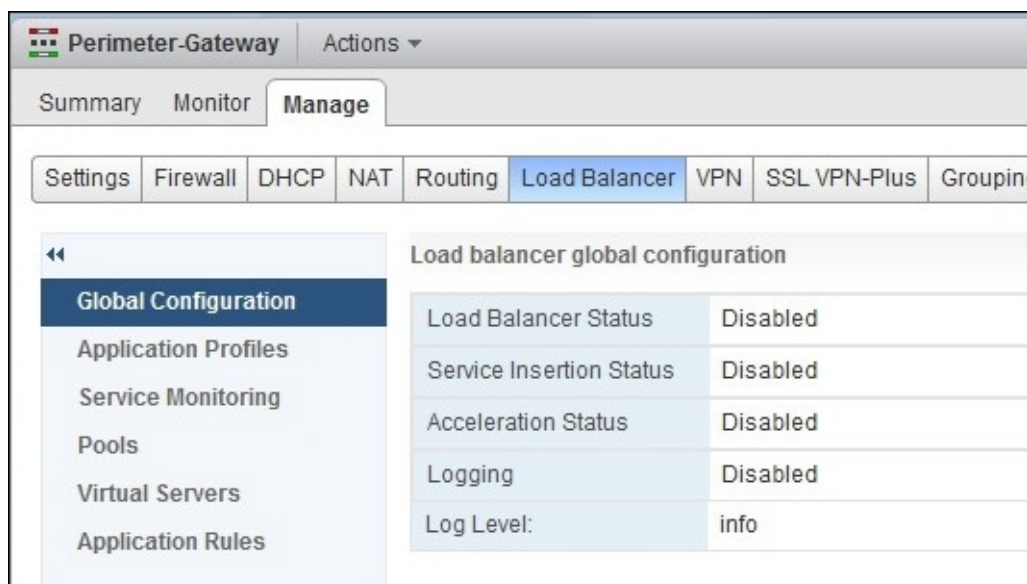 Perimeter-Gateway Actions
Summary Monitor Manage
Settings Firewall DHCP NAT Routing Load Balancer VPN SSL VPN-Plus Groupin
Load balancer global configuration
Global Configuration
Application Profiles
Service Monitoring
Pools
Virtual Servers
Application Rules
Load Balancer Status Disabled
Service Insertion Status Disabled
Acceleration Status Disabled
Logging Disabled
Log Level: info